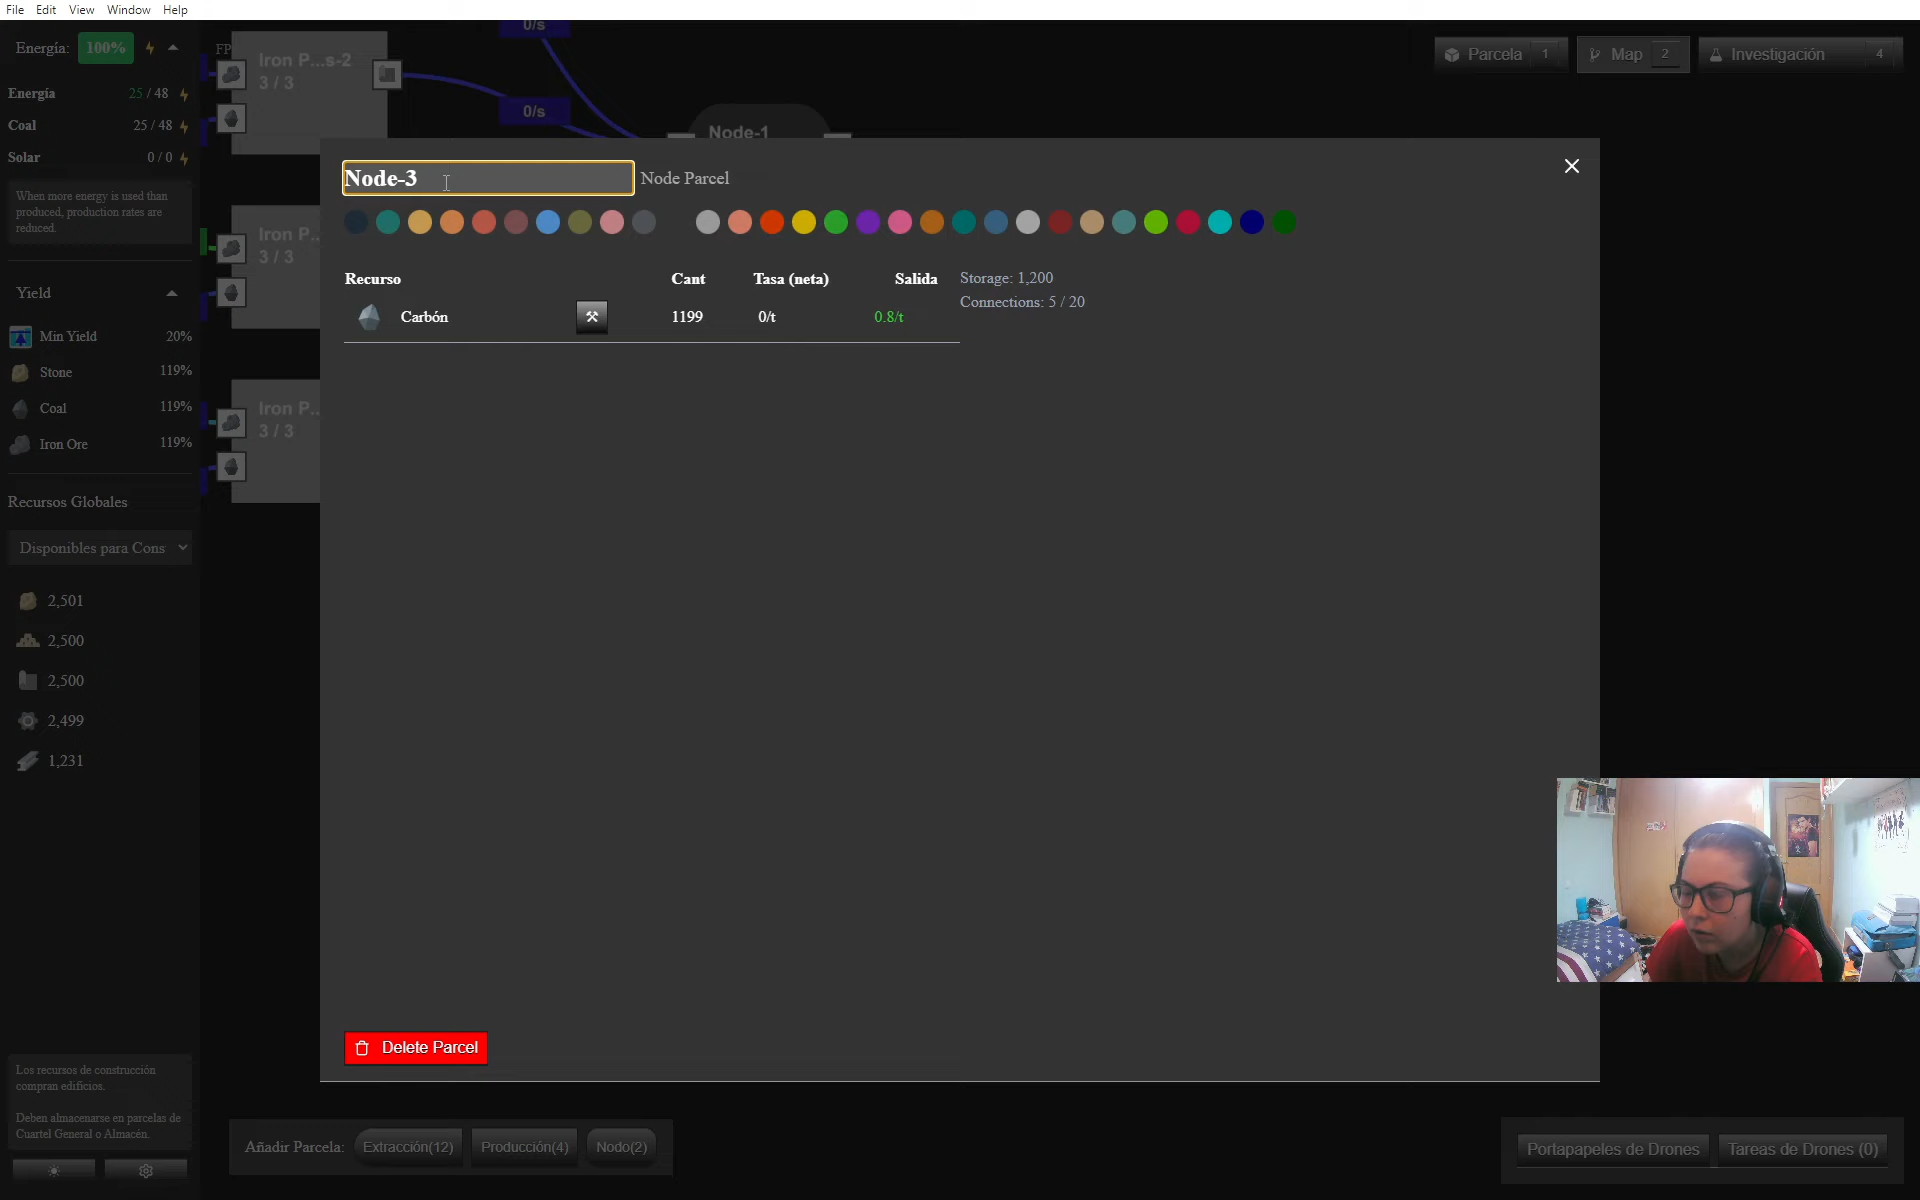 File Edit View Window Help
Energía: 100%
Energía 25 / 48
Coal 25 / 48
Solar 0 / 0
When more energy is used than
produced, production rates are
reduced.
Yield
Min Yield 20%
Stone 119%
Coal 119%
Iron Ore 119%
Recursos Globales
Disponibles para Cons
2,501
2,500
2,500
2,499
1,231
Los recursos de construcción
compran edificios.
Deben almacenarse en parcelas de
Cuartel General o Almacén.
FP
Iron P...s-2
3 / 3
Iron P...
3 / 3
Iron P...
3 / 3
0/s
0/s
Node-1
Parcela 1
Map 2
Investigación 4
Node-3 Node Parcel
Recurso Cant Tasa (neta) Salida
Carbón 1199 0/t 0.8/t
Storage: 1,200
Connections: 5 / 20
Delete Parcel
Añadir Parcela: Extracción(12) Producción(4) Nodo(2)
Portapapeles de Drones Tareas de Drones (0)